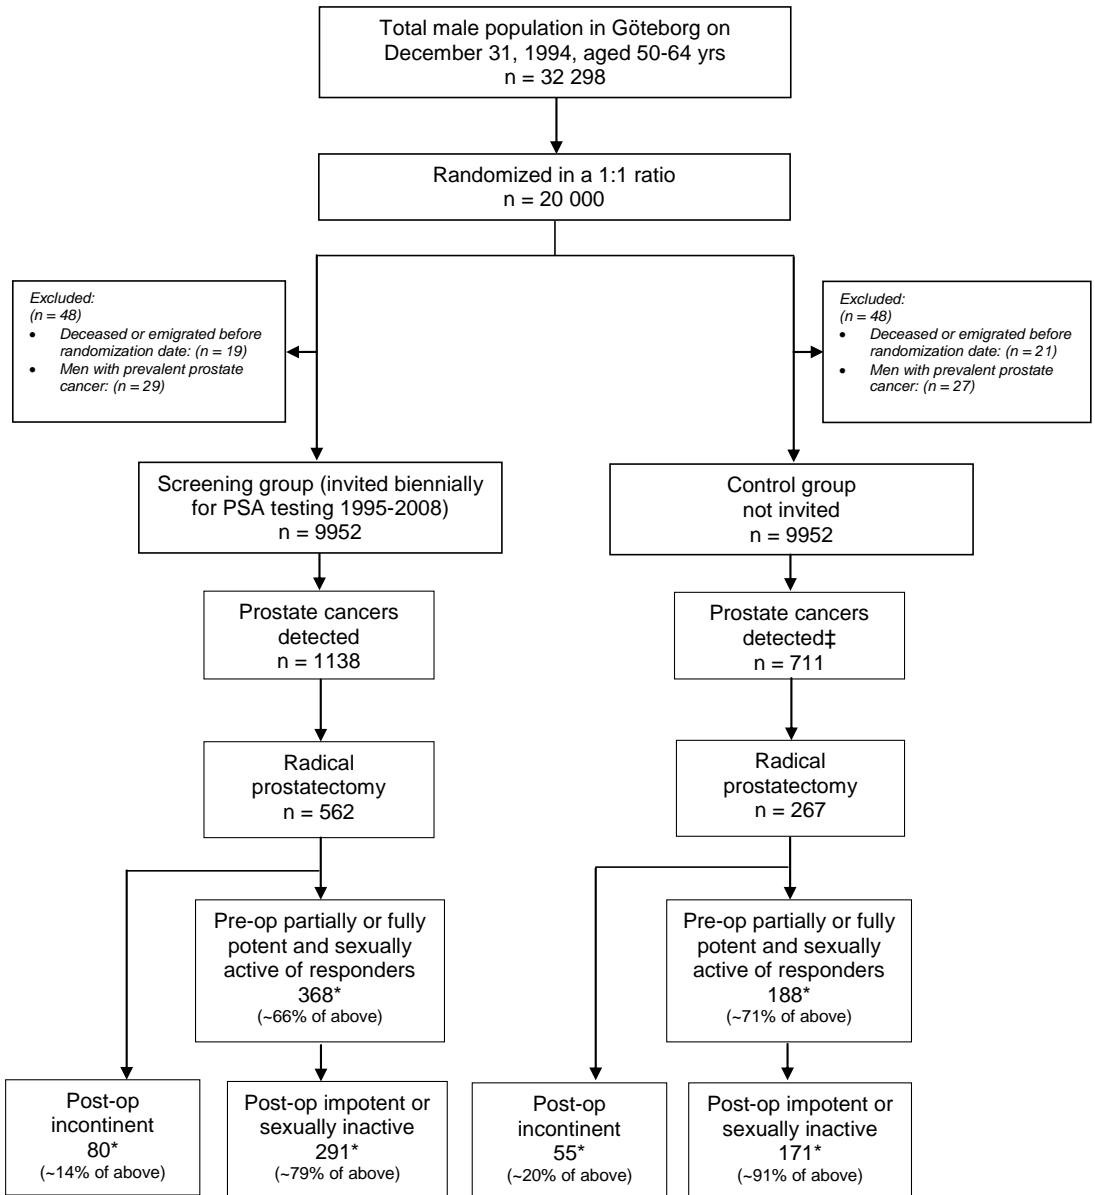 Total male population in Göteborg on
December 31, 1994, aged 50-64 yrs
n = 32 298
Randomized in a 1:1 ratio
n = 20 000
Excluded:
(n = 48)
• Deceased or emigrated before
randomization date: (n = 19)
• Men with prevalent prostate
cancer: (n = 29)
Excluded:
(n = 48)
• Deceased or emigrated before
randomization date: (n = 21)
• Men with prevalent prostate
cancer: (n = 27)
Screening group (invited biennially
for PSA testing 1995-2008)
n = 9952
Control group
not invited
n = 9952
Prostate cancers
detected
n = 1138
Prostate cancers
detected‡
n = 711
Radical
prostatectomy
n = 562
Radical
prostatectomy
n = 267
Pre-op partially or fully
potent and sexually
active of responders
368*
(~66% of above)
Pre-op partially or fully
potent and sexually
active of responders
188*
(~71% of above)
Post-op
incontinent
80*
(~14% of above)
Post-op impotent or
sexually inactive
291*
(~79% of above)
Post-op
incontinent
55*
(~20% of above)
Post-op impotent or
sexually inactive
171*
(~91% of above)